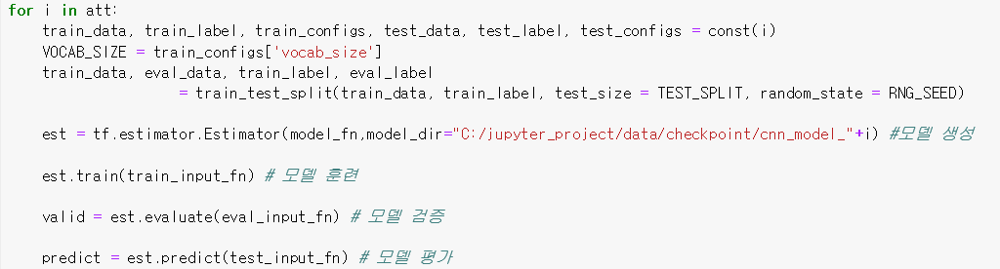 for i in att:
    train_data, train_label, train_configs, test_data, test_label, test_configs = const(i)
    VOCAB_SIZE = train_configs['vocab_size']
    train_data, eval_data, train_label, eval_label
                = train_test_split(train_data, train_label, test_size = TEST_SPLIT, random_state = RNG_SEED)
    est = tf.estimator.Estimator(model_fn,model_dir="C:/jupyter_project/data/checkpoint/cnn_model_"+i) #모델 생성
    est.train(train_input_fn) # 모델 훈련
    valid = est.evaluate(eval_input_fn) # 모델 검증
    predict = est.predict(test_input_fn) # 모델 평가